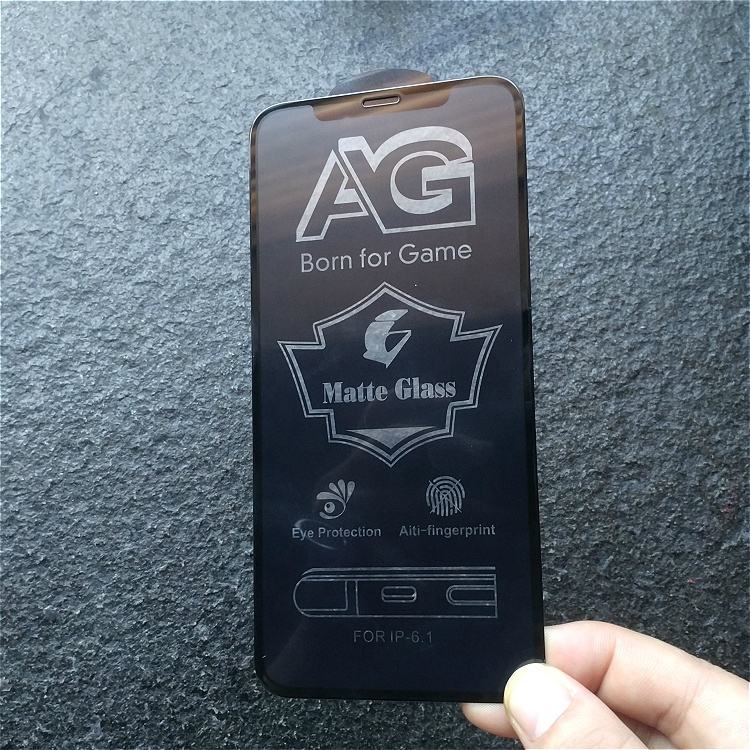 AG
Born for Game
Matte Glass
Eye Protection
Aiti-fingerprint
FOR IP-6.1